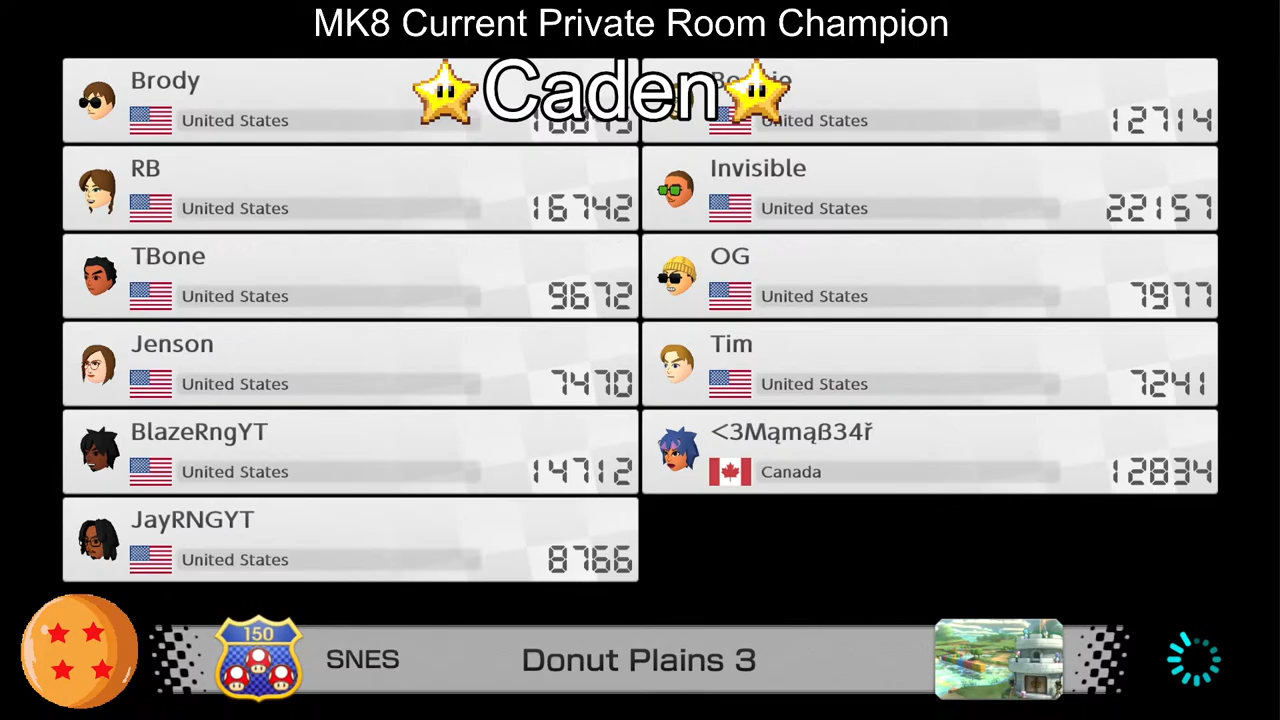 MK8 Current Private Room Champion
Caden
Brody
United States
United States
12714
RB
United States
16742
Invisible
United States
22157
TBone
United States
9672
OG
United States
7977
Jenson
United States
7470
Tim
United States
7241
BlazeRngYT
United States
14712
<3Mąmąß34ř
Canada
12834
JayRNGYT
United States
8766
150
SNES
Donut Plains 3